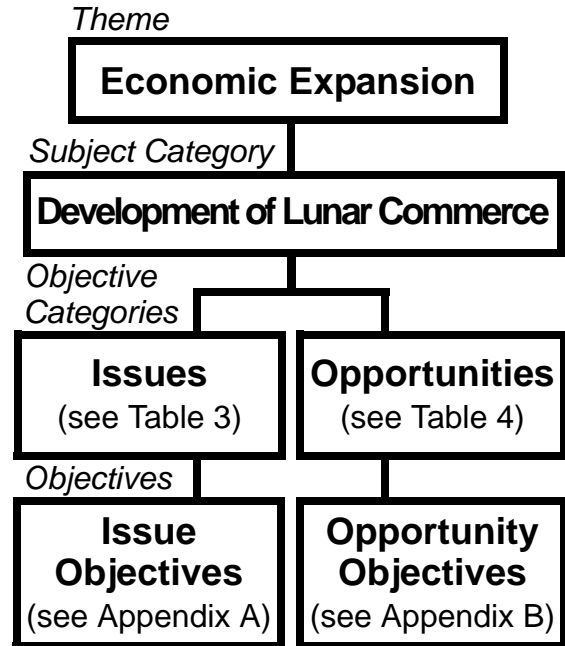 Theme
Economic Expansion
Subject Category
Development of Lunar Commerce
Objective
Categories
Issues
(see Table 3)
Opportunities
(see Table 4)
Objectives
Issue
Objectives
(see Appendix A)
Opportunity
Objectives
(see Appendix B)